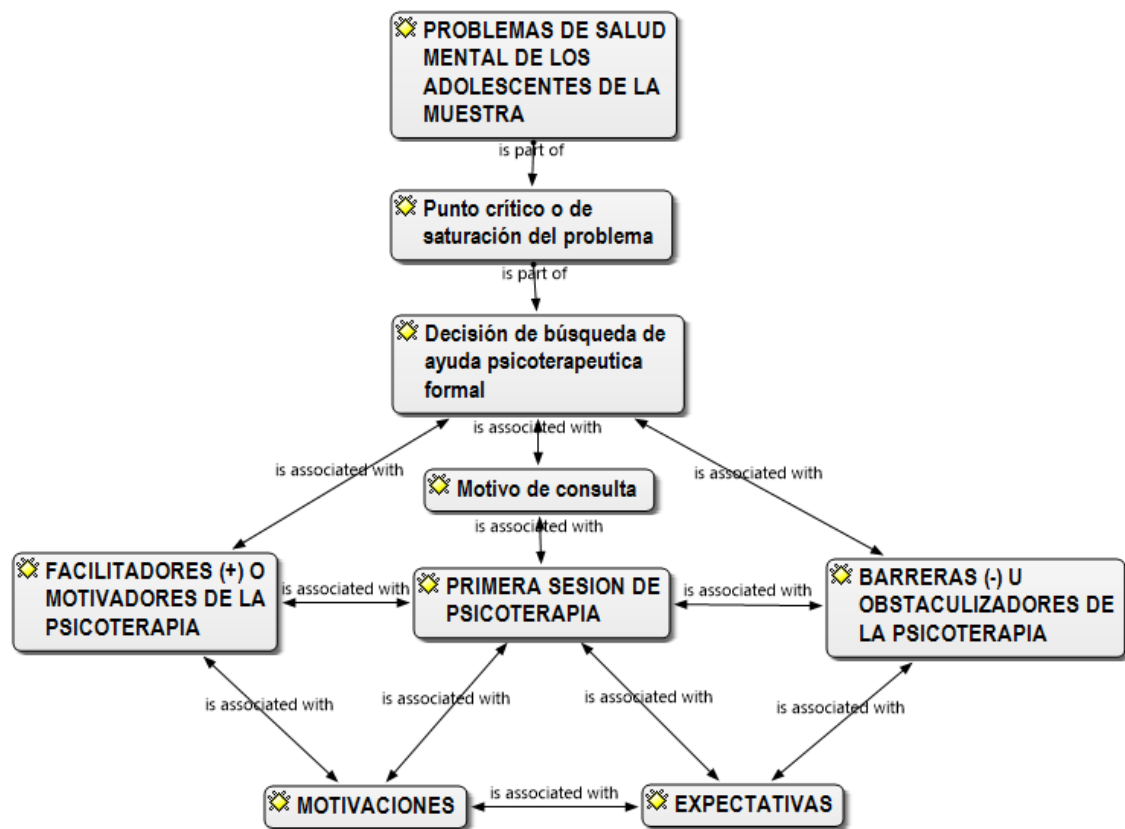 PROBLEMAS DE SALUD
MENTAL DE LOS
ADOLESCENTES DE LA
MUESTRA
is part of
Punto crítico o de
saturación del problema
is part of
Decisión de búsqueda de
ayuda psicoterapeutica
formal
is associated with
is associated with
is associated with
Motivo de consulta
is associated with
FACILITADORES (+) O
MOTIVADORES DE LA
PSICOTERAPIA
is associated with
PRIMERA SESION DE
PSICOTERAPIA
is associated with
BARRERAS (-) U
OBSTACULIZADORES DE
LA PSICOTERAPIA
is associated with
is associated with
is associated with
is associated with
MOTIVACIONES
is associated with
EXPECTATIVAS